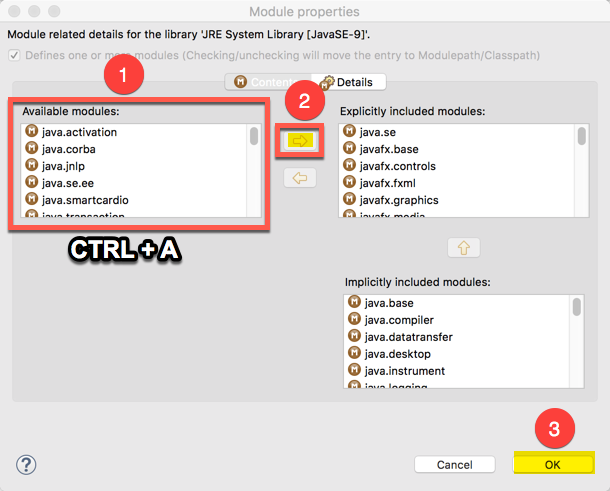 Module properties
Module related details for the library 'JRE System Library [JavaSE-9]'.
Defines one or more modules (Checking/unchecking will move the entry to Modulepath/Classpath)
1
M Contents
M Details
2
Available modules:
M java.activation
M java.corba
M java.jnlp
M java.se.ee
M java.smartcardio
java.transaction
CTRL + A
Explicitly included modules:
M java.se
M javafx.base
M javafx.controls
M javafx.fxml
M javafx.graphics
javafx.media
Implicitly included modules:
M java.base
M java.compiler
M java.datatransfer
M java.desktop
M java.instrument
java.logging
3
?
Cancel
OK